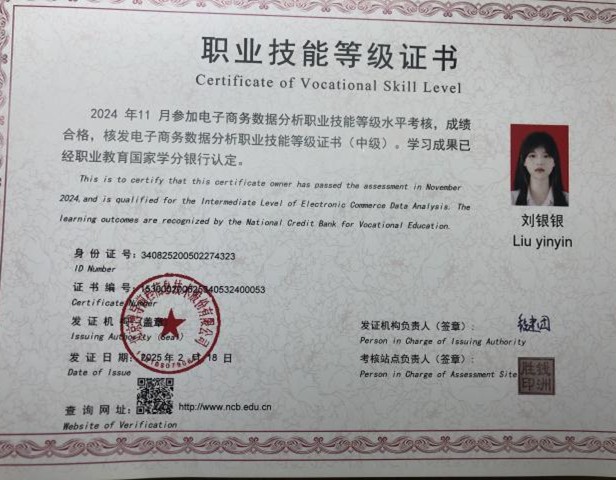 职业技能等级证书
Certificate of Vocational Skill Level
2024 年11 月参加电子商务数据分析职业技能等级水平考核，成绩
合格，核发电子商务数据分析职业技能等级证书（中级）。学习成果已
经职业教育国家学分银行认定。
This is to certify that this certificate owner has passed the assessment in November
2024,and is qualified for the Intermediate Level of Electronic Commerce Data Analysis. The
learning outcomes are recognized by the National Credit Bank for Vocational Education.
刘银银
Liu yinyin
身 份 证 号: 340825200502274323
ID Number
证 书 编 号:
Certificate Number
发 证 机 构（盖章）
Issuing Authority (Seal)
发 证 日 期: 2025 年 2 月 18 日
Date of Issue
发证机构负责人（签章）:
Person in Charge of Issuing Authority
考核站点负责人（签章）:
Person in Charge of Assessment Site
查 询 网 址:
http://www.ncb.edu.cn
Website of Verification